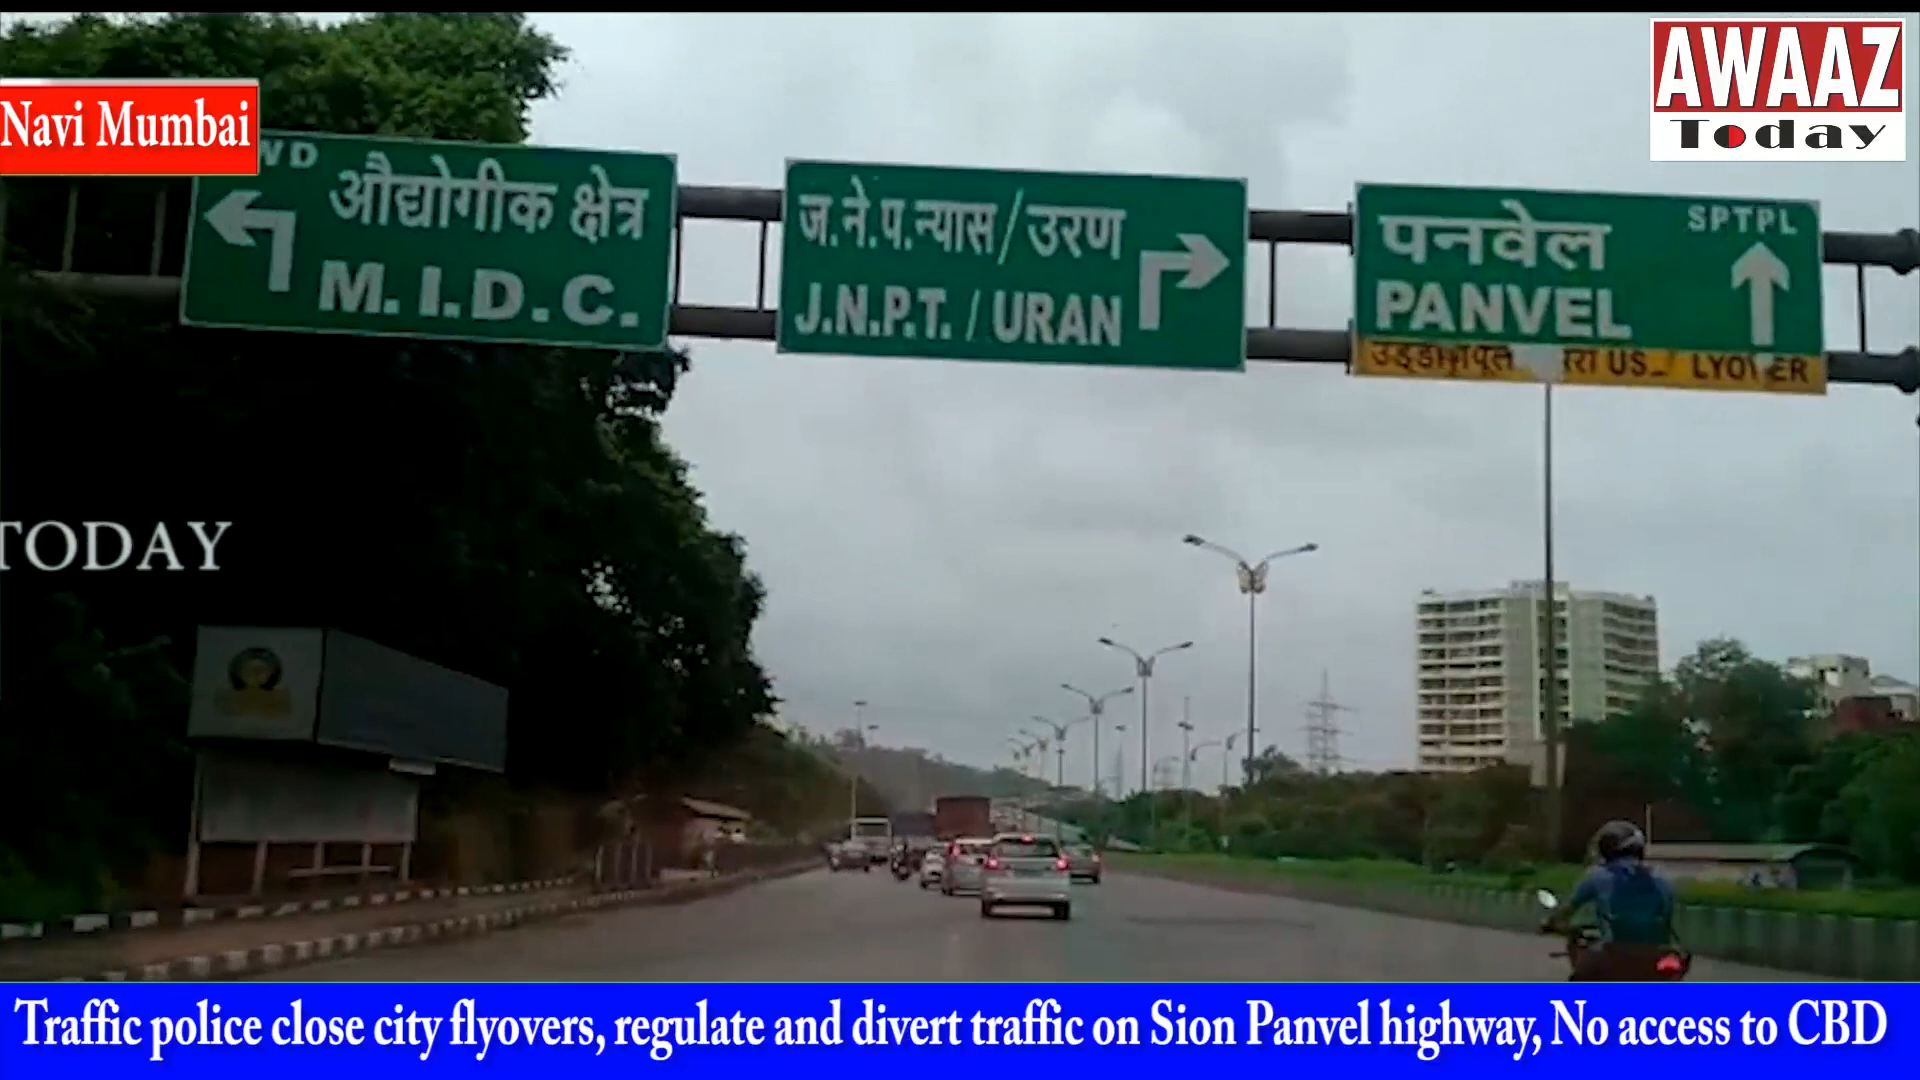 AWAAZ
Today
Navi Mumbai
WD
औद्योगीक क्षेत्र
M.I.D.C.
ज.ने.प.न्यास/उरण
J.N.P.T. / URAN
SPTPL
पनवेल
PANVEL
TODAY
Traffic police close city flyovers, regulate and divert traffic on Sion Panvel highway, No access to CBD